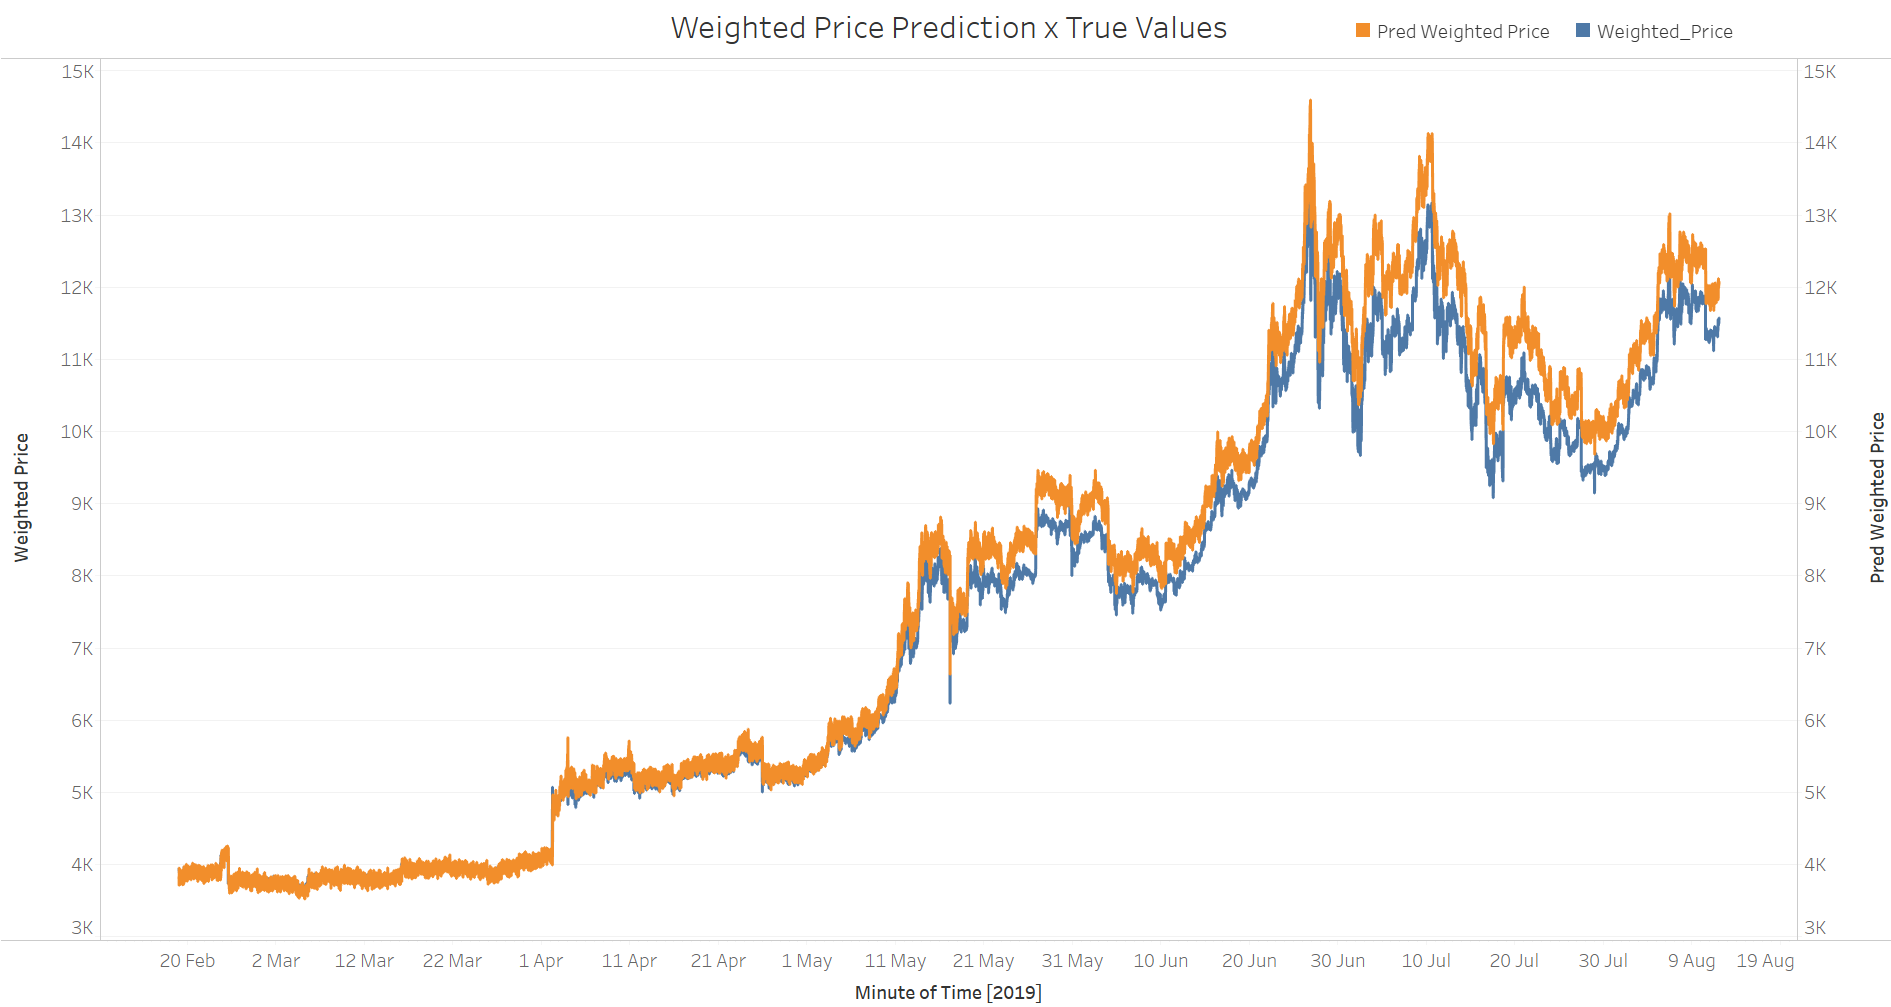 Weighted Price Prediction x True Values
Pred Weighted Price
Weighted_Price
15K
14K
13K
12K
11K
10K
9K
8K
7K
6K
5K
4K
3K
Weighted Price
15K
14K
13K
12K
11K
10K
9K
8K
7K
6K
5K
4K
3K
Pred Weighted Price
20 Feb 2 Mar 12 Mar 22 Mar 1 Apr 11 Apr 21 Apr 1 May 11 May 21 May 31 May 10 Jun 20 Jun 30 Jun 10 Jul 20 Jul 30 Jul 9 Aug 19 Aug
Minute of Time [2019]